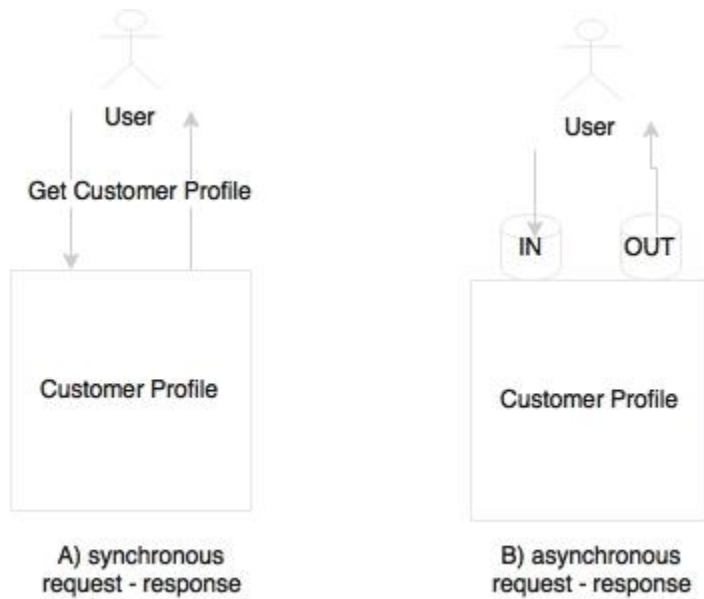 User
Get Customer Profile
Customer Profile
A) synchronous
request - response
User
IN
OUT
Customer Profile
B) asynchronous
request - response